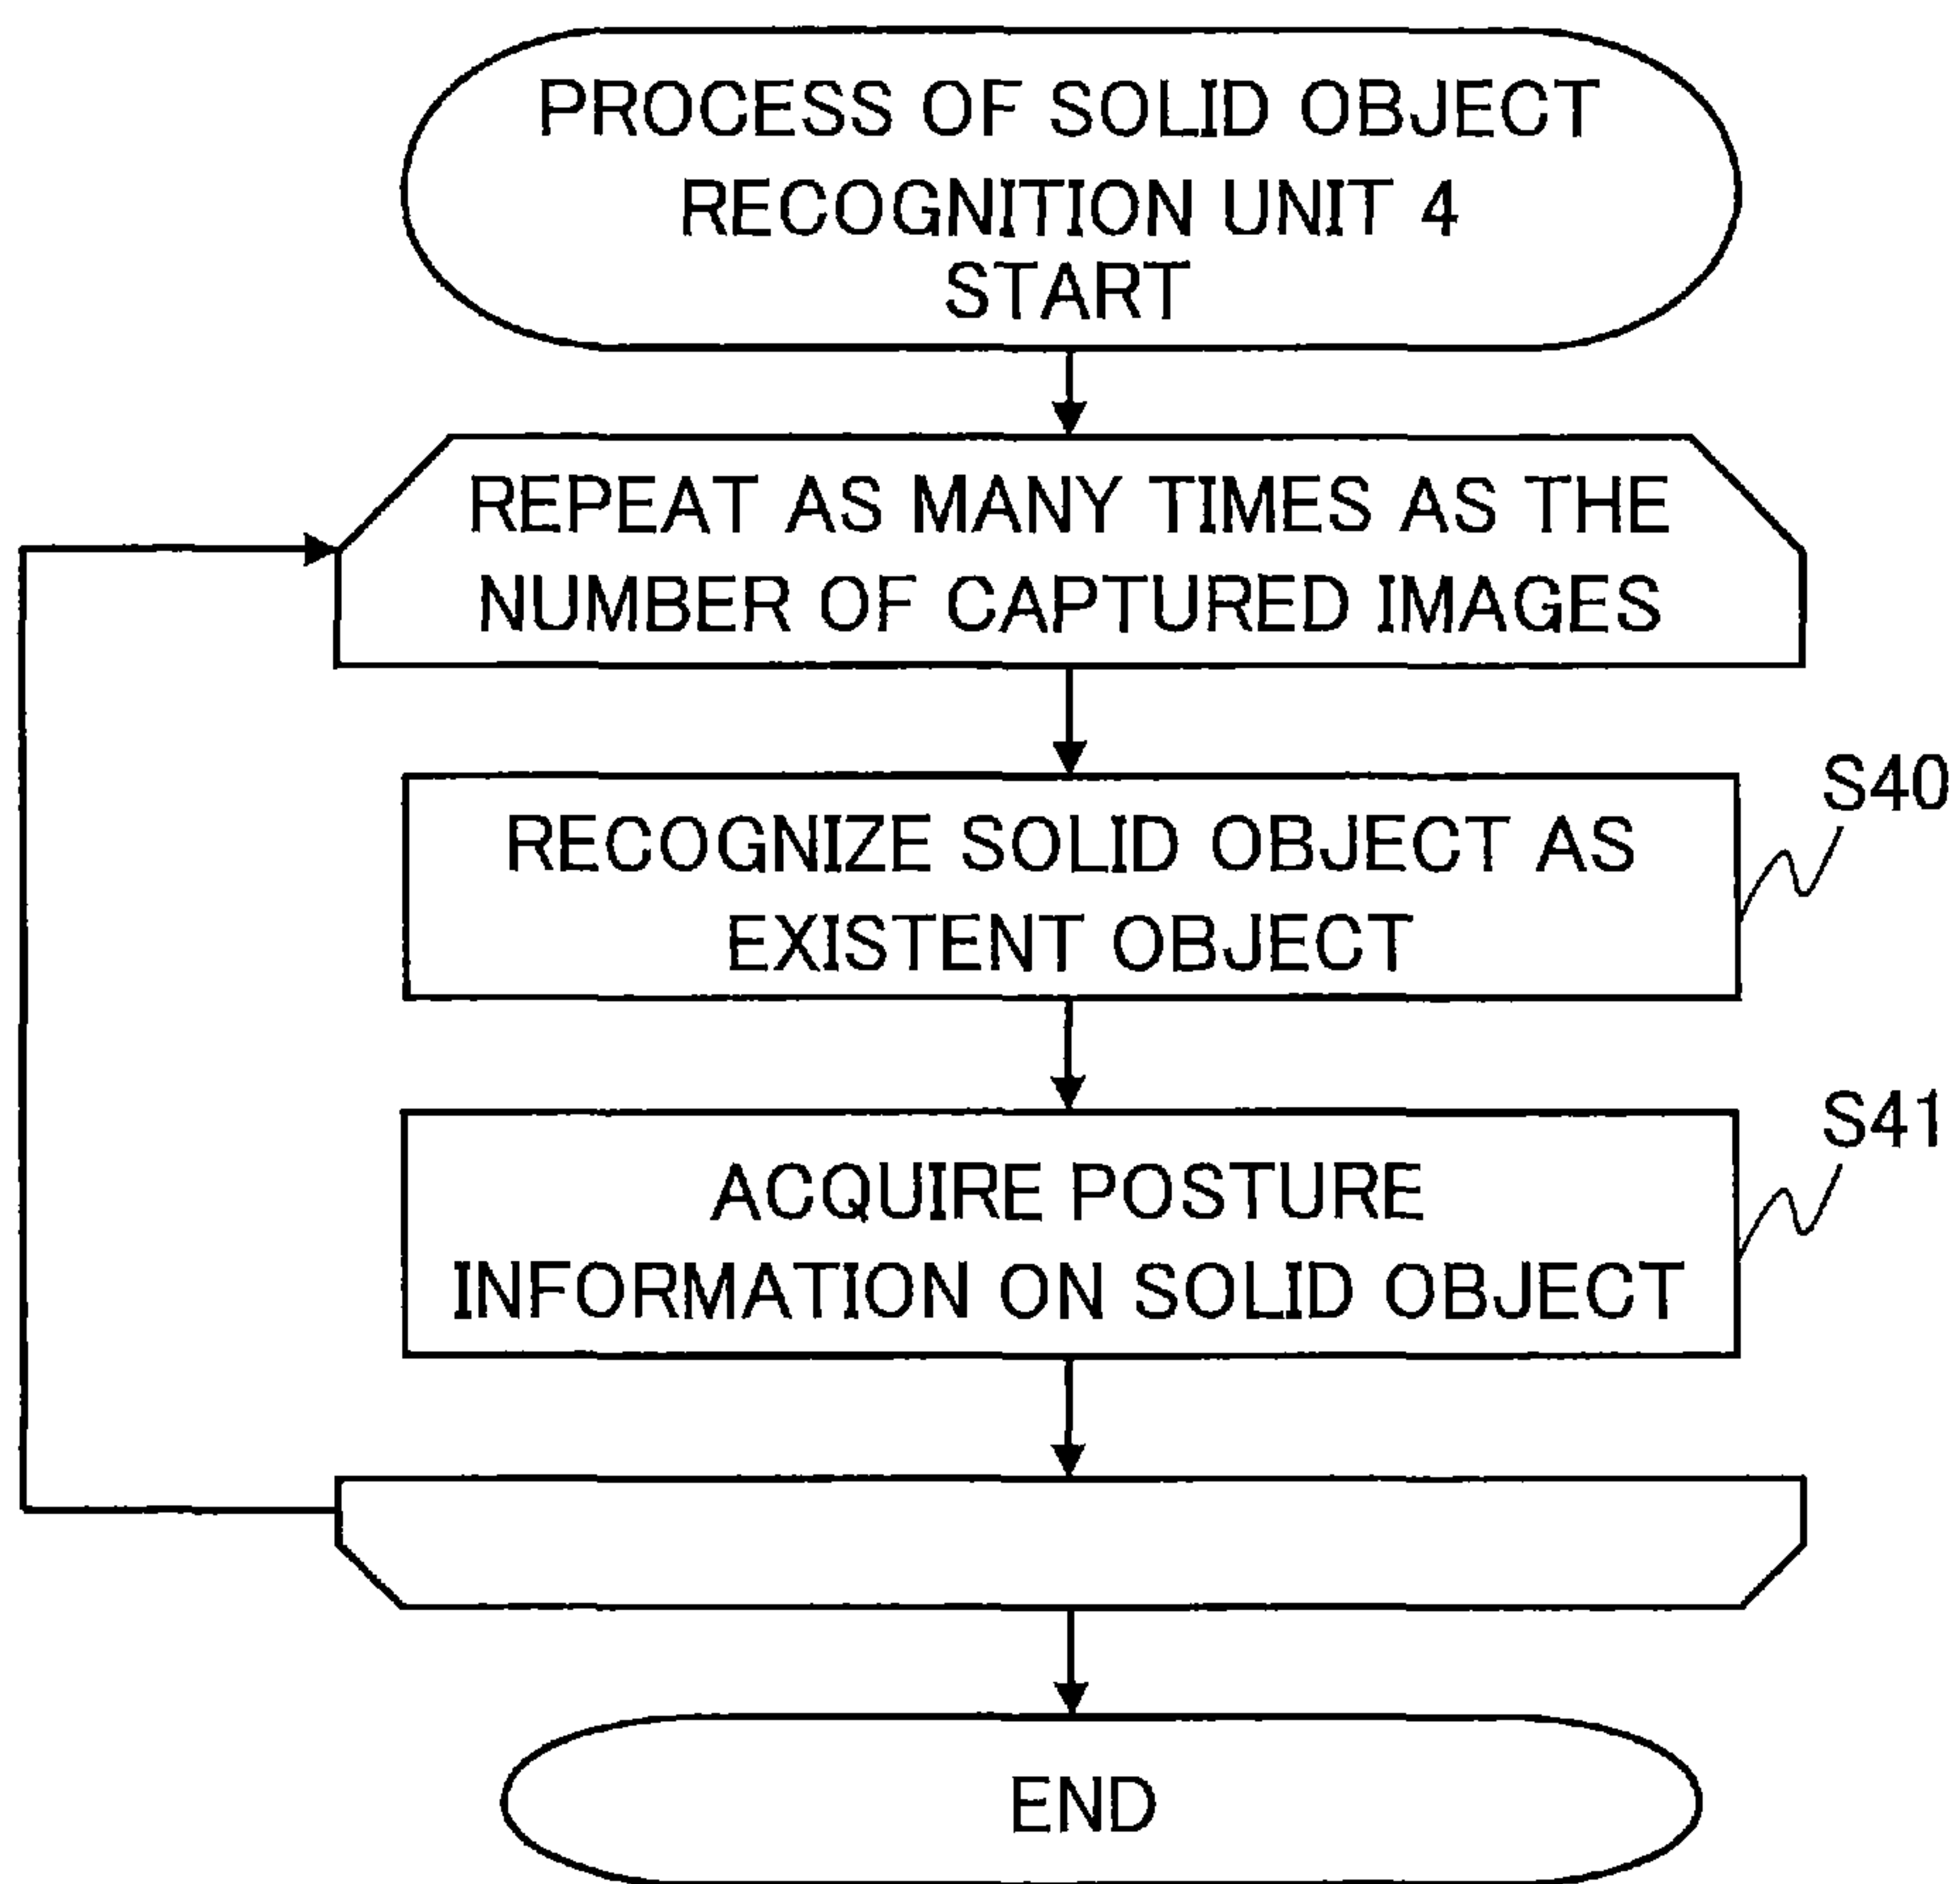 PROCESS OF SOLID OBJECT
RECOGNITION UNIT 4
START
REPEAT AS MANY TIMES AS THE
NUMBER OF CAPTURED IMAGES
S40
RECOGNIZE SOLID OBJECT AS
EXISTENT OBJECT
S41
ACQUIRE POSTURE
INFORMATION ON SOLID OBJECT
END